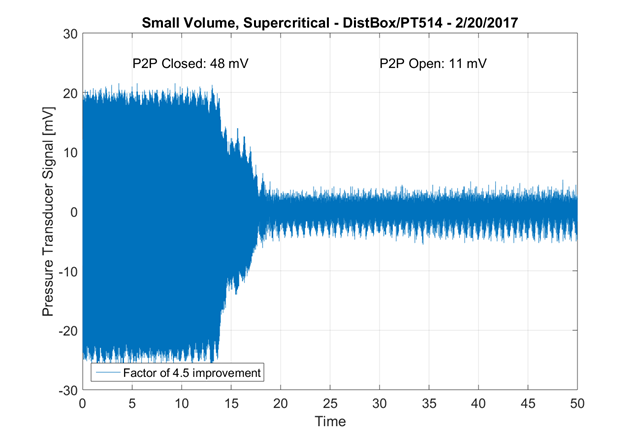 Small Volume, Supercritical - DistBox/PT514 - 2/20/2017
P2P Closed: 48 mV
P2P Open: 11 mV
Pressure Transducer Signal [mV]
30
20
10
0
-10
-20
-30
Factor of 4.5 improvement
0 5 10 15 20 25 30 35 40 45 50
Time